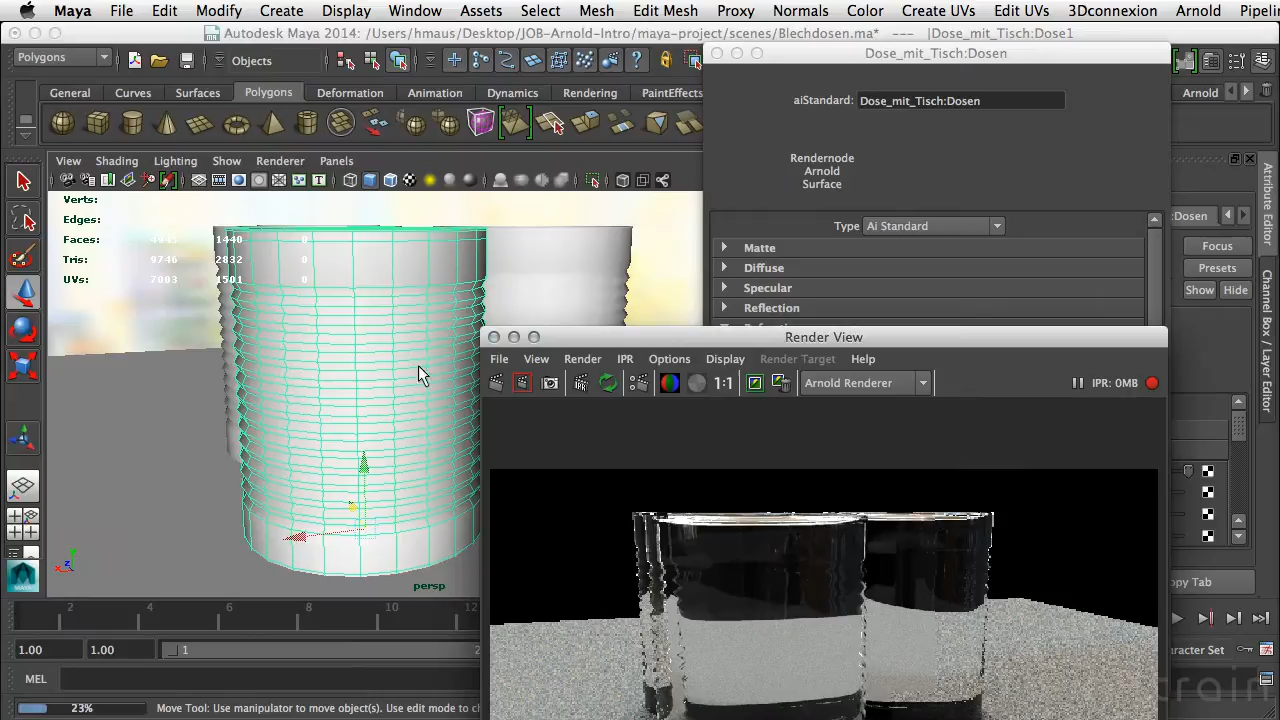 Maya File Edit Modify Create Display Window Assets Select Mesh Edit Mesh Proxy Normals Color Create UVs Edit UVs 3Dconnexion Arnold
Autodesk Maya 2014: /Users/hmaus/Desktop/JOB-Arnold-Intro/maya-project/scenes/Blechdosen.ma* --- |Dose_mit_Tisch:Dose1
Polygons Objects
Dose_mit_Tisch:Dosen
General Curves Surfaces Polygons Deformation Animation Dynamics Rendering PaintEffects Arnold
aiStandard: Dose_mit_Tisch:Dosen
View Shading Lighting Show Renderer Panels
Rendernode
Arnold
Surface
Verts:
Edges:
Faces: 4945 1440 0
Tris: 9746 2832 0
UVs: 7003 1501 0
Type Ai Standard
Matte
Diffuse
Specular
Reflection
Dosen
Focus
Presets
Show Hide
Attribute Editor
Channel Box / Layer Editor
Render View
File View Render IPR Options Display Render Target Help
1:1 Arnold Renderer IPR: 0MB
persp
2 4 6 8 10 12
1.00 1.00 1
MEL
23% Move Tool: Use manipulator to move object(s). Use edit mode to
opy Tab
aracter Set
train